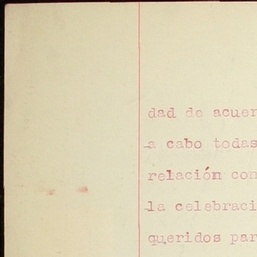 dad de acuer
a cabo todas
relación con
la celebraci
queridos par